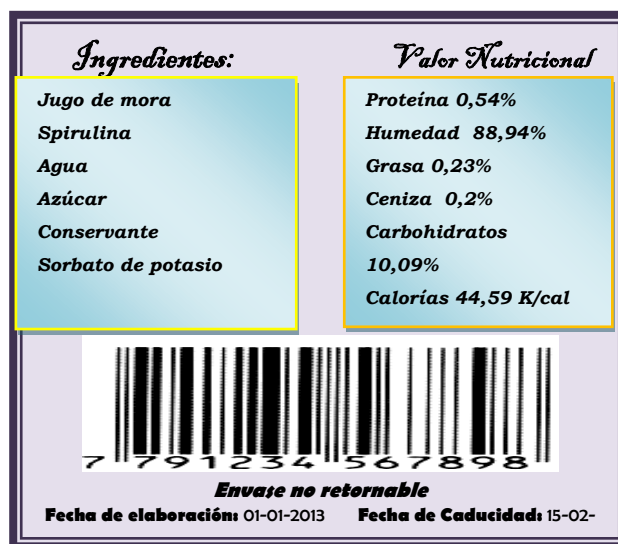 Ingredientes:
Jugo de mora
Spirulina
Agua
Azúcar
Conservante
Sorbato de potasio
Valor Nutricional
Proteína 0,54%
Humedad 88,94%
Grasa 0,23%
Ceniza 0,2%
Carbohidratos
10,09%
Calorías 44,59 K/cal
7 791234 567898
Envase no retornable
Fecha de elaboración: 01-01-2013 Fecha de Caducidad: 15-02-